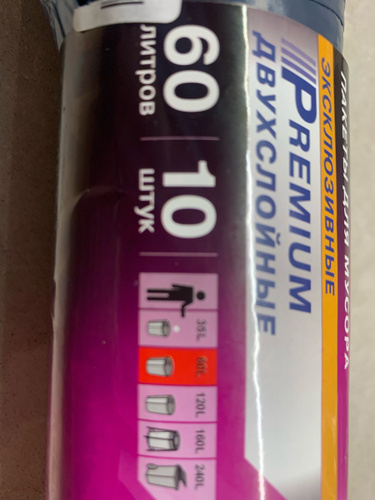 ПАКЕТЫ ДЛЯ МУСОРА
ЭКСКЛЮЗИВНЫЕ
PREMIUM
ДВУХСЛОЙНЫЕ
60 10
литров штук
35L 60L 120L 160L 240L